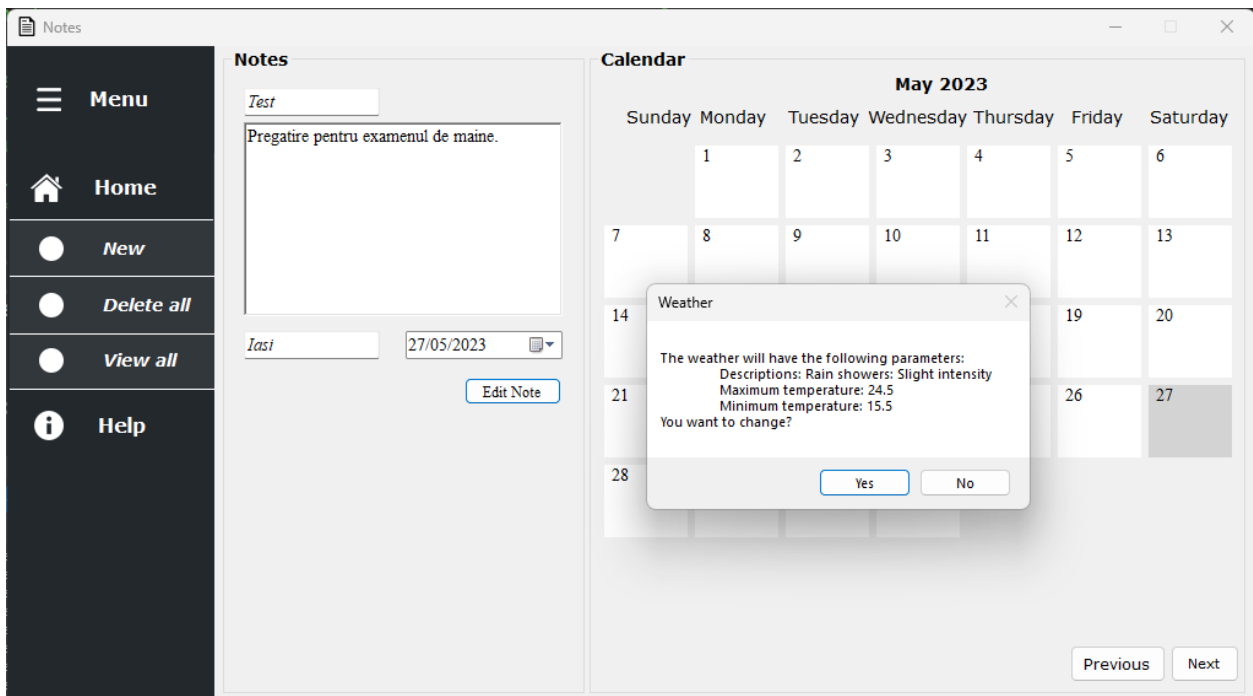 Notes
Menu
Home
New
Delete all
View all
Help
Notes
Test
Pregatire pentru examenul de maine.
Iasi
27/05/2023
Edit Note
Calendar
May 2023
Sunday Monday Tuesday Wednesday Thursday Friday Saturday
1 2 3 4 5 6
7 8 9 10 11 12 13
14 19 20
21 26 27
28
Weather
The weather will have the following parameters:
Descriptions: Rain showers: Slight intensity
Maximum temperature: 24.5
Minimum temperature: 15.5
You want to change?
Yes No
Previous Next